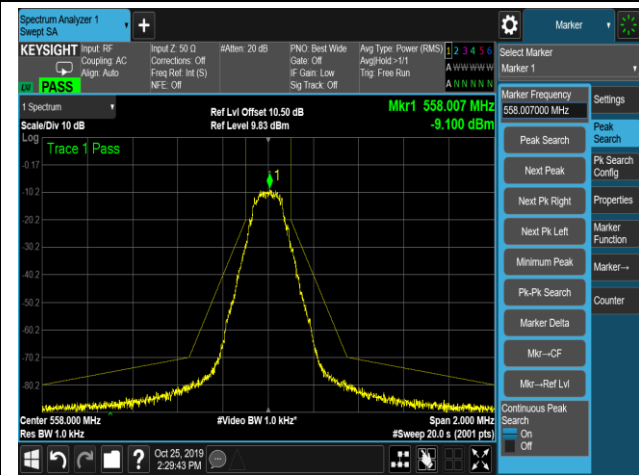 Spectrum Analyzer 1
Swept SA
+
Marker
KEYSIGHT
Input: RF
Coupling: AC
Align: Auto
Input Z: 50 Ω
Corrections: Off
Freq Ref: Int (S)
NFE: Off
#Atten: 20 dB
PNO: Best Wide
Gate: Off
IF Gain: Low
Sig Track: Off
Avg Type: Power (RMS)
Avg|Hold:>1/1
Trig: Free Run
1 2 3 4 5 6
A W W W W W
A N N N N N
PASS
Select Marker
Marker 1
1 Spectrum
Scale/Div 10 dB
Log
Ref Lvl Offset 10.50 dB
Ref Level 9.83 dBm
Mkr1 558.007 MHz
-9.100 dBm
Trace 1 Pass
1
-0.17
-10.2
-20.2
-30.2
-40.2
-50.2
-60.2
-70.2
-80.2
Center 558.000 MHz
Res BW 1.0 kHz
#Video BW 1.0 kHz*
Span 2.000 MHz
#Sweep 20.0 s (2001 pts)
Marker Frequency
558.007000 MHz
Peak Search
Next Peak
Next Pk Right
Next Pk Left
Minimum Peak
Pk-Pk Search
Marker Delta
Mkr→CF
Mkr→Ref Lvl
Continuous Peak
Search
On
Off
Settings
Peak
Search
Pk Search
Config
Properties
Marker
Function
Marker→
Counter
?
Oct 25, 2019
2:29:43 PM